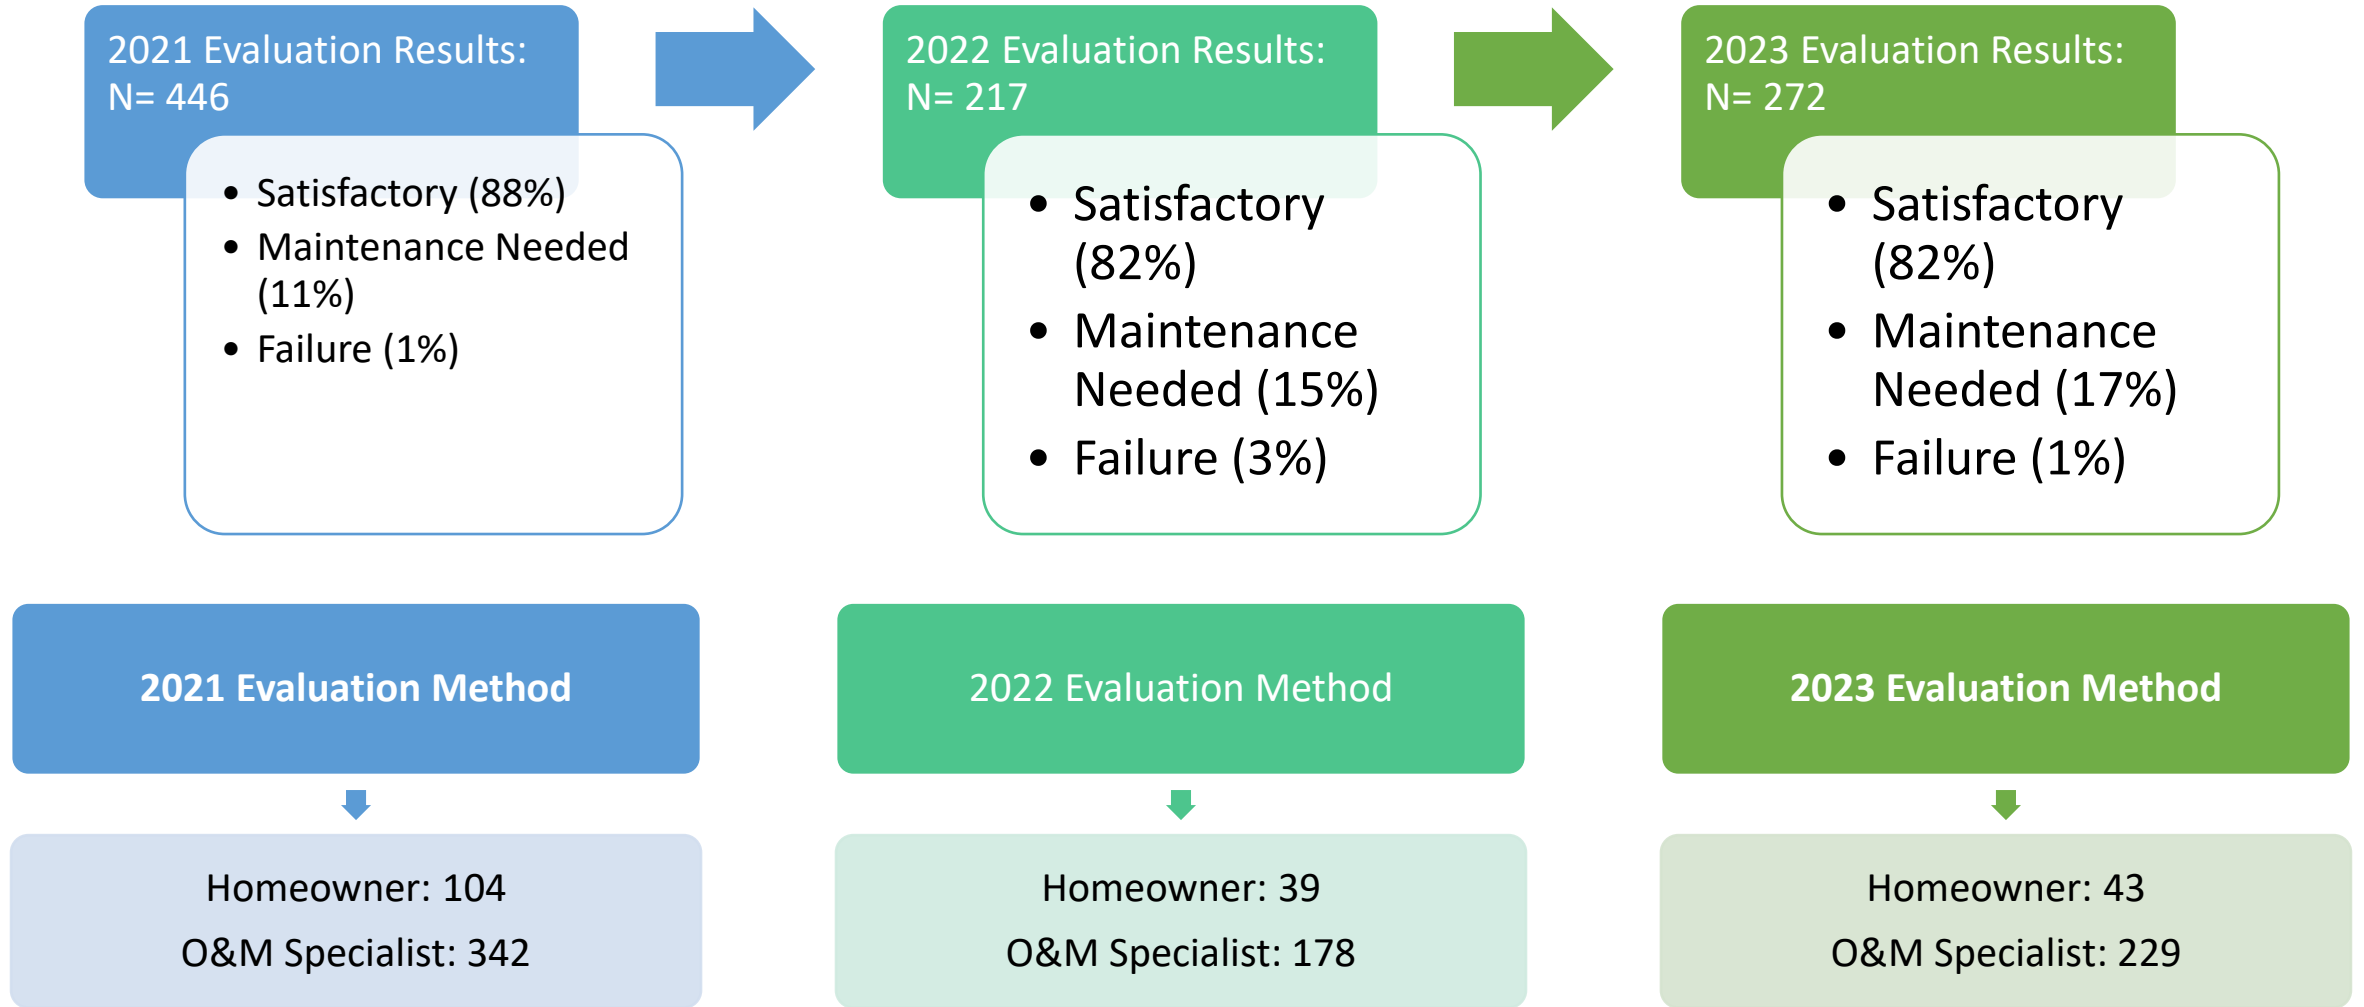 2021 Evaluation Results:
N= 446
• Satisfactory (88%)
• Maintenance Needed
(11%)
• Failure (1%)
2022 Evaluation Results:
N= 217
• Satisfactory
(82%)
• Maintenance
Needed (15%)
• Failure (3%)
2023 Evaluation Results:
N= 272
• Satisfactory
(82%)
• Maintenance
Needed (17%)
• Failure (1%)
2021 Evaluation Method
Homeowner: 104
O&M Specialist: 342
2022 Evaluation Method
Homeowner: 39
O&M Specialist: 178
2023 Evaluation Method
Homeowner: 43
O&M Specialist: 229